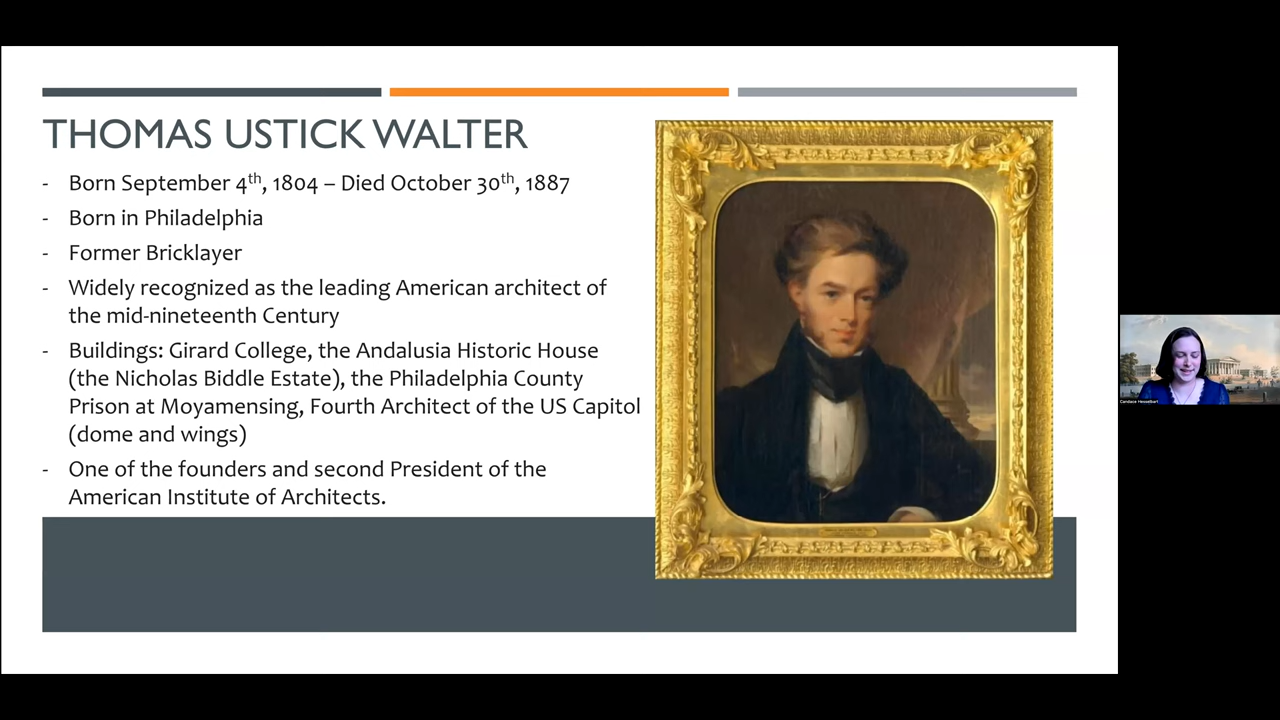 THOMAS USTICK WALTER
- Born September 4th, 1804 – Died October 30th, 1887
- Born in Philadelphia
- Former Bricklayer
- Widely recognized as the leading American architect of
the mid-nineteenth Century
- Buildings: Girard College, the Andalusia Historic House
(the Nicholas Biddle Estate), the Philadelphia County
Prison at Moyamensing, Fourth Architect of the US Capitol
(dome and wings)
- One of the founders and second President of the
American Institute of Architects.
Candace Hesselbart